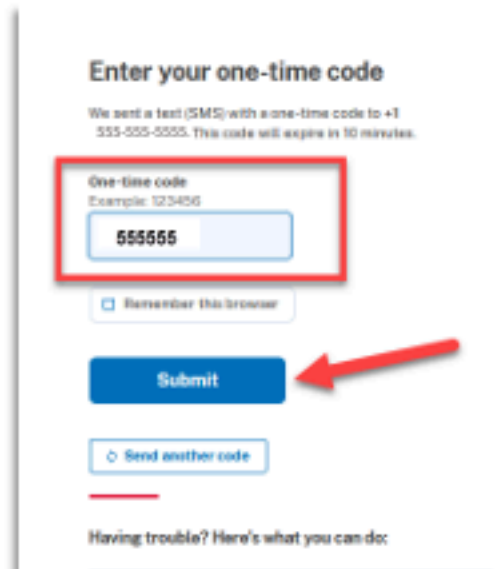 Enter your one-time code
We sent a text (SMS) with a one-time code to +1
555-555-5555. This code will expire in 10 minutes.
One-time code
Example: 123456
555555
Remember this browser
Submit
Send another code
Having trouble? Here's what you can do: